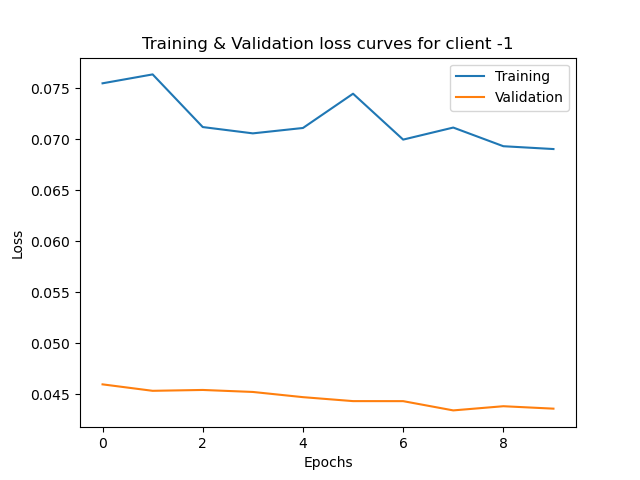 Training & Validation loss curves for client -1
Training
Validation
0.075
0.070
0.065
0.060
0.055
0.050
0.045
Loss
0 2 4 6 8
Epochs